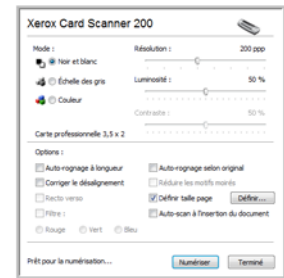 Xerox Card Scanner 200
Mode : Résolution : 200 ppp
Noir et blanc
Échelle des gris Luminosité : 50 %
Couleur
Contraste : 50 %
Carte professionnelle 3,5 x 2
Options :
Auto-rognage à longueur Auto-rognage selon original
Corriger le désalignement Réduire les motifs moirés
Recto verso Définir taille page Définir...
Filtre : Auto-scan à l'insertion du document
Rouge Vert Bleu
Prêt pour la numérisation... Numériser Terminé